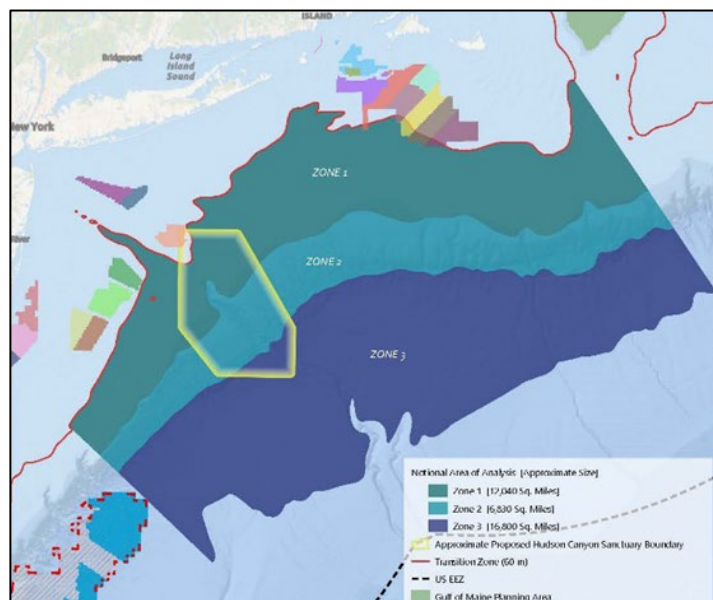 ISLAND
Bridgeport
Long
Island
Sound
New York
River
ZONE 1
ZONE 2
ZONE 3
Notional Area of Analysis [Approximate Size]
Zone 1 [12,040 Sq. Miles]
Zone 2 [6,830 Sq. Miles]
Zone 3 [16,800 Sq. Miles]
Approximate Proposed Hudson Canyon Sanctuary Boundary
Transition Zone (60 m)
US EEZ
Gulf of Maine Planning Area